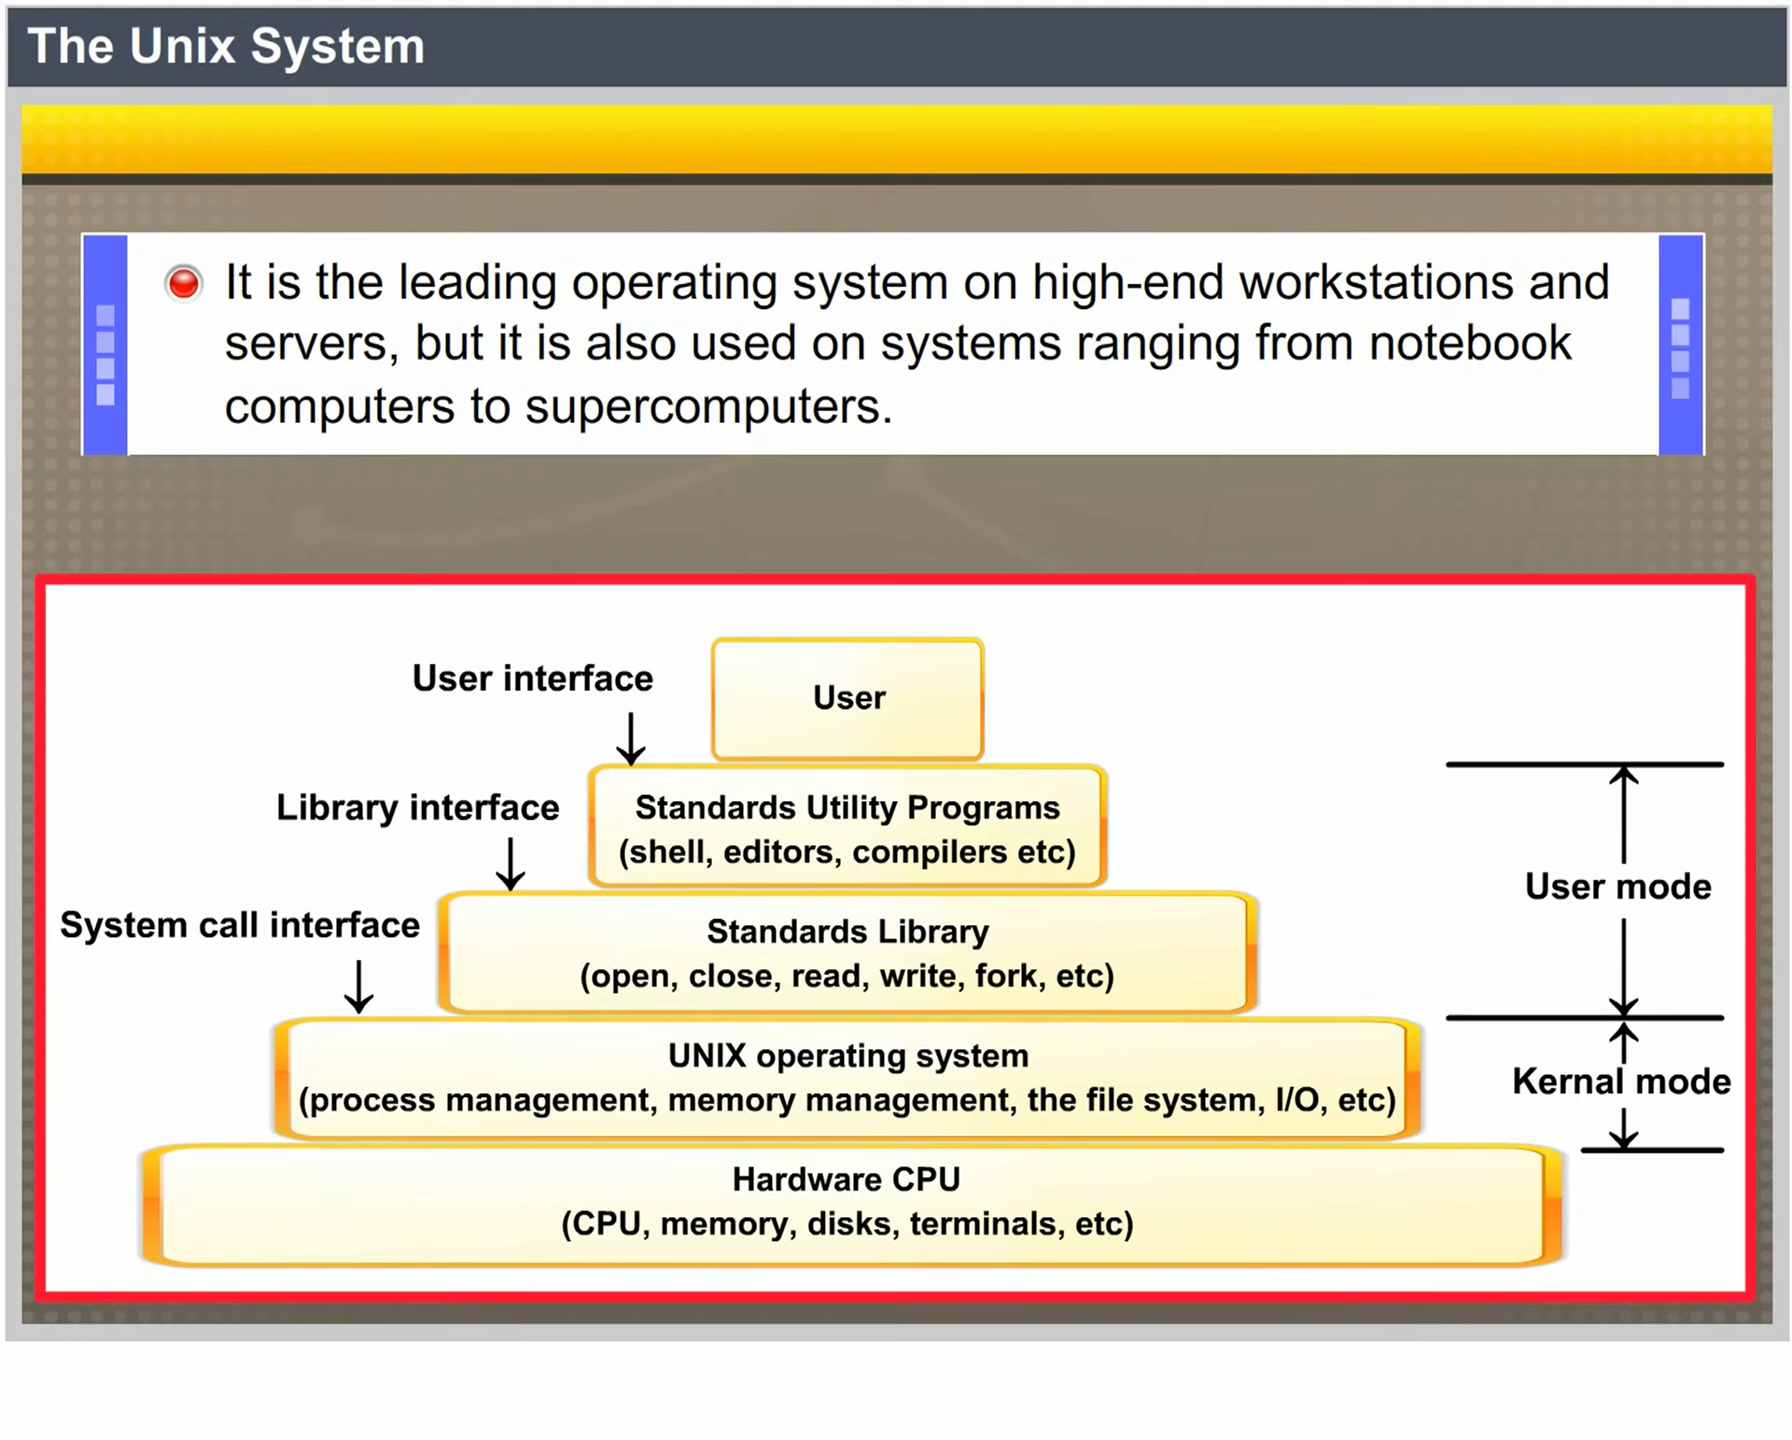 The Unix System
It is the leading operating system on high-end workstations and
servers, but it is also used on systems ranging from notebook
computers to supercomputers.
User interface
User
Library interface
Standards Utility Programs
(shell, editors, compilers etc)
User mode
System call interface
Standards Library
(open, close, read, write, fork, etc)
UNIX operating system
(process management, memory management, the file system, I/O, etc)
Kernal mode
Hardware CPU
(CPU, memory, disks, terminals, etc)